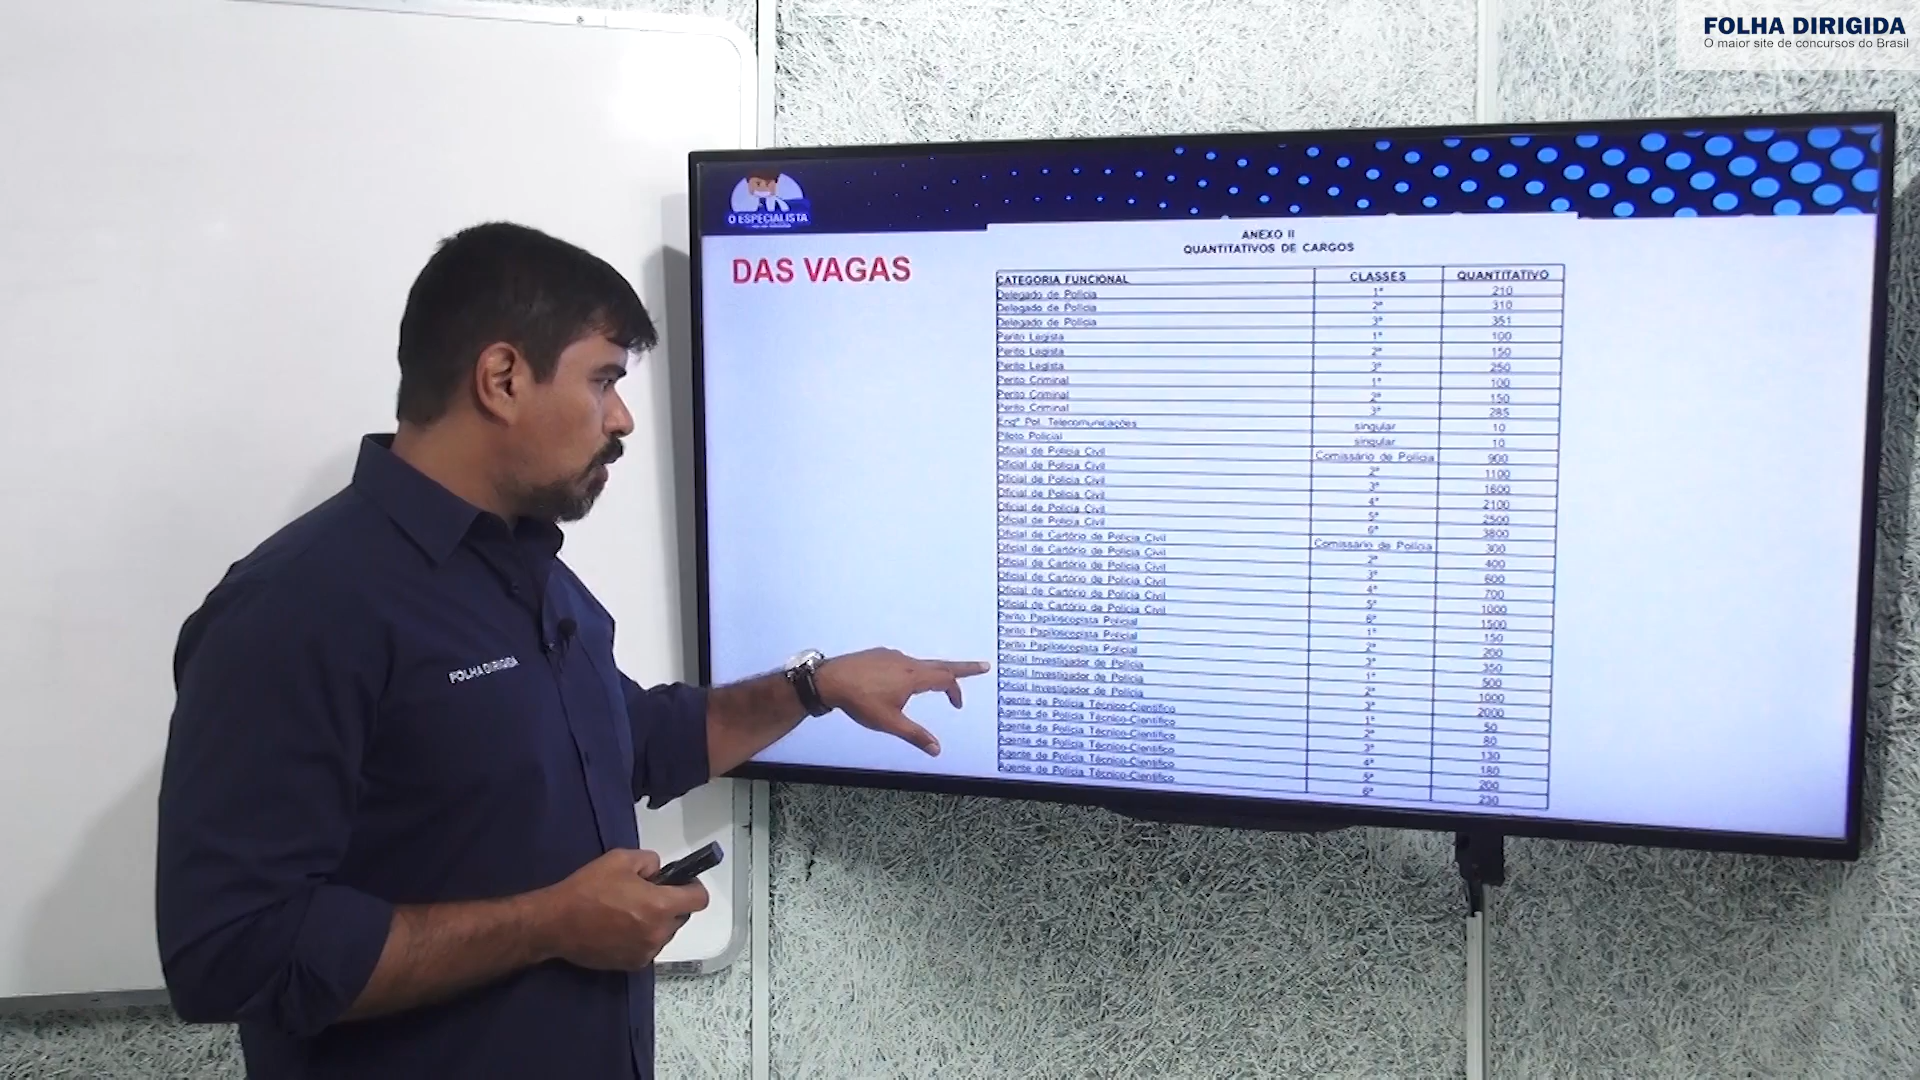 FOLHA DIRIGIDA
O maior site de concursos do Brasil
O ESPECIALISTA
DAS VAGAS
ANEXO II
QUANTITATIVOS DE CARGOS
CATEGORIA FUNCIONAL CLASSES QUANTITATIVO
Delegado de Polícia 1ª 210
Delegado de Polícia 2ª 310
Delegado de Polícia 3ª 351
Perito Legista 1ª 100
Perito Legista 2ª 150
Perito Legista 3ª 250
Perito Criminal 1ª 100
Perito Criminal 2ª 150
Perito Criminal 3ª 285
Engº Pol. Telecomunicações singular 10
Piloto Policial singular 10
Oficial de Polícia Civil Comissário de Polícia 900
Oficial de Polícia Civil 2ª 1100
Oficial de Polícia Civil 3ª 1600
Oficial de Polícia Civil 4ª 2100
Oficial de Polícia Civil 5ª 2500
Oficial de Polícia Civil 6ª 3800
Oficial de Cartório de Polícia Civil Comissário de Polícia 300
Oficial de Cartório de Polícia Civil 2ª 400
Oficial de Cartório de Polícia Civil 3ª 600
Oficial de Cartório de Polícia Civil 4ª 700
Oficial de Cartório de Polícia Civil 5ª 1000
Oficial de Cartório de Polícia Civil 6ª 1500
Perito Papiloscopista Policial 1ª 150
Perito Papiloscopista Policial 2ª 200
Perito Papiloscopista Policial 3ª 350
Oficial Investigador de Polícia 1ª 500
Oficial Investigador de Polícia 2ª 1000
Oficial Investigador de Polícia 3ª 2000
Agente de Polícia Técnico-Científico 1ª 50
Agente de Polícia Técnico-Científico 2ª 80
Agente de Polícia Técnico-Científico 3ª 130
Agente de Polícia Técnico-Científico 4ª 180
Agente de Polícia Técnico-Científico 5ª 200
Agente de Polícia Técnico-Científico 6ª 230
FOLHA DIRIGIDA